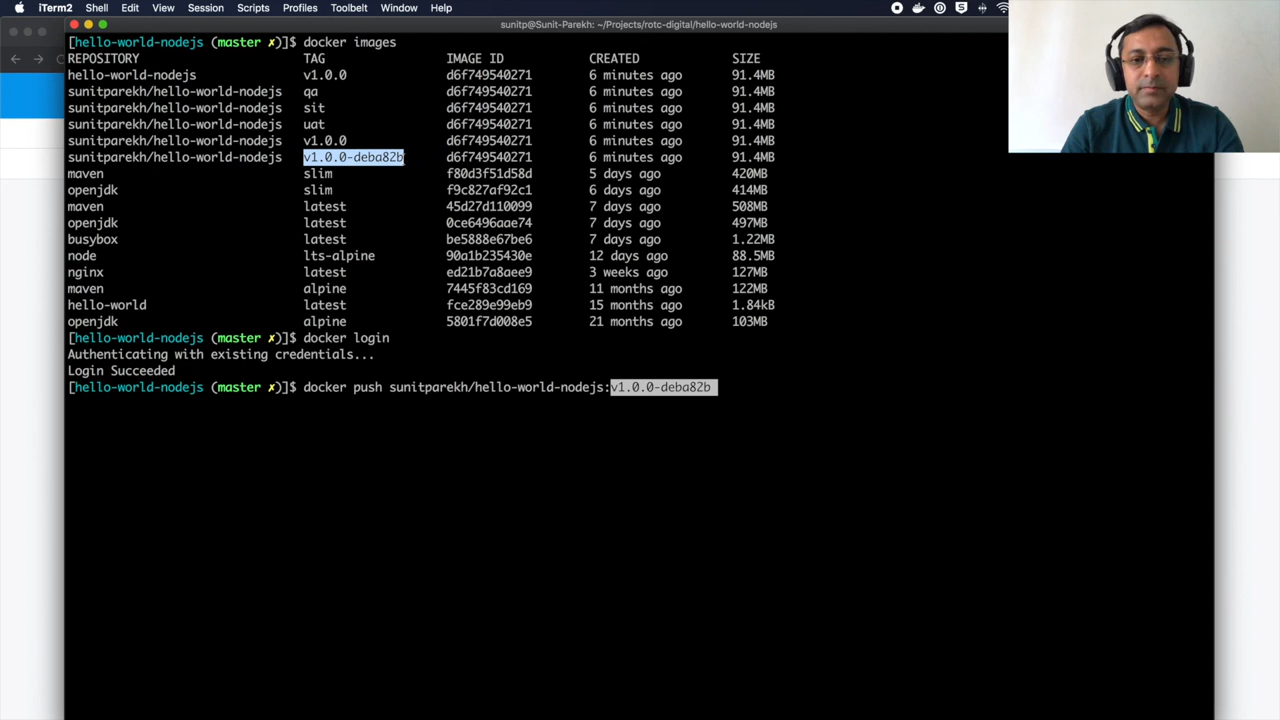 iTerm2 Shell Edit View Session Scripts Profiles Toolbelt Window Help
sunitp@Sunit-Parekh: ~/Projects/rotc-digital/hello-world-nodejs
[hello-world-nodejs (master ✗)]$ docker images
REPOSITORY TAG IMAGE ID CREATED SIZE
hello-world-nodejs v1.0.0 d6f749540271 6 minutes ago 91.4MB
sunitparekh/hello-world-nodejs qa d6f749540271 6 minutes ago 91.4MB
sunitparekh/hello-world-nodejs sit d6f749540271 6 minutes ago 91.4MB
sunitparekh/hello-world-nodejs uat d6f749540271 6 minutes ago 91.4MB
sunitparekh/hello-world-nodejs v1.0.0 d6f749540271 6 minutes ago 91.4MB
sunitparekh/hello-world-nodejs v1.0.0-deba82b d6f749540271 6 minutes ago 91.4MB
maven slim f80d3f51d58d 5 days ago 420MB
openjdk slim f9c827af92c1 6 days ago 414MB
maven latest 45d27d110099 7 days ago 508MB
openjdk latest 0ce6496aae74 7 days ago 497MB
busybox latest be5888e67be6 7 days ago 1.22MB
node lts-alpine 90a1b235430e 12 days ago 88.5MB
nginx latest ed21b7a8aee9 3 weeks ago 127MB
maven alpine 7445f83cd169 11 months ago 122MB
hello-world latest fce289e99eb9 15 months ago 1.84kB
openjdk alpine 5801f7d008e5 21 months ago 103MB
[hello-world-nodejs (master ✗)]$ docker login
Authenticating with existing credentials...
Login Succeeded
[hello-world-nodejs (master ✗)]$ docker push sunitparekh/hello-world-nodejs:v1.0.0-deba82b